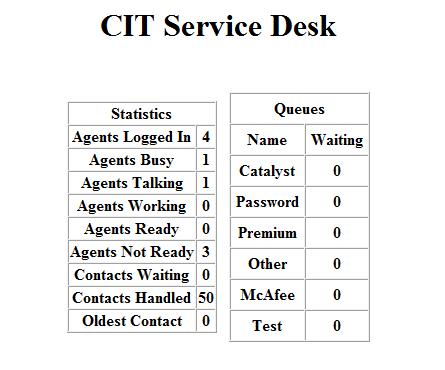 CIT Service Desk
Statistics
Agents Logged In 4
Agents Busy 1
Agents Talking 1
Agents Working 0
Agents Ready 0
Agents Not Ready 3
Contacts Waiting 0
Contacts Handled 50
Oldest Contact 0
Queues
Name Waiting
Catalyst 0
Password 0
Premium 0
Other 0
McAfee 0
Test 0